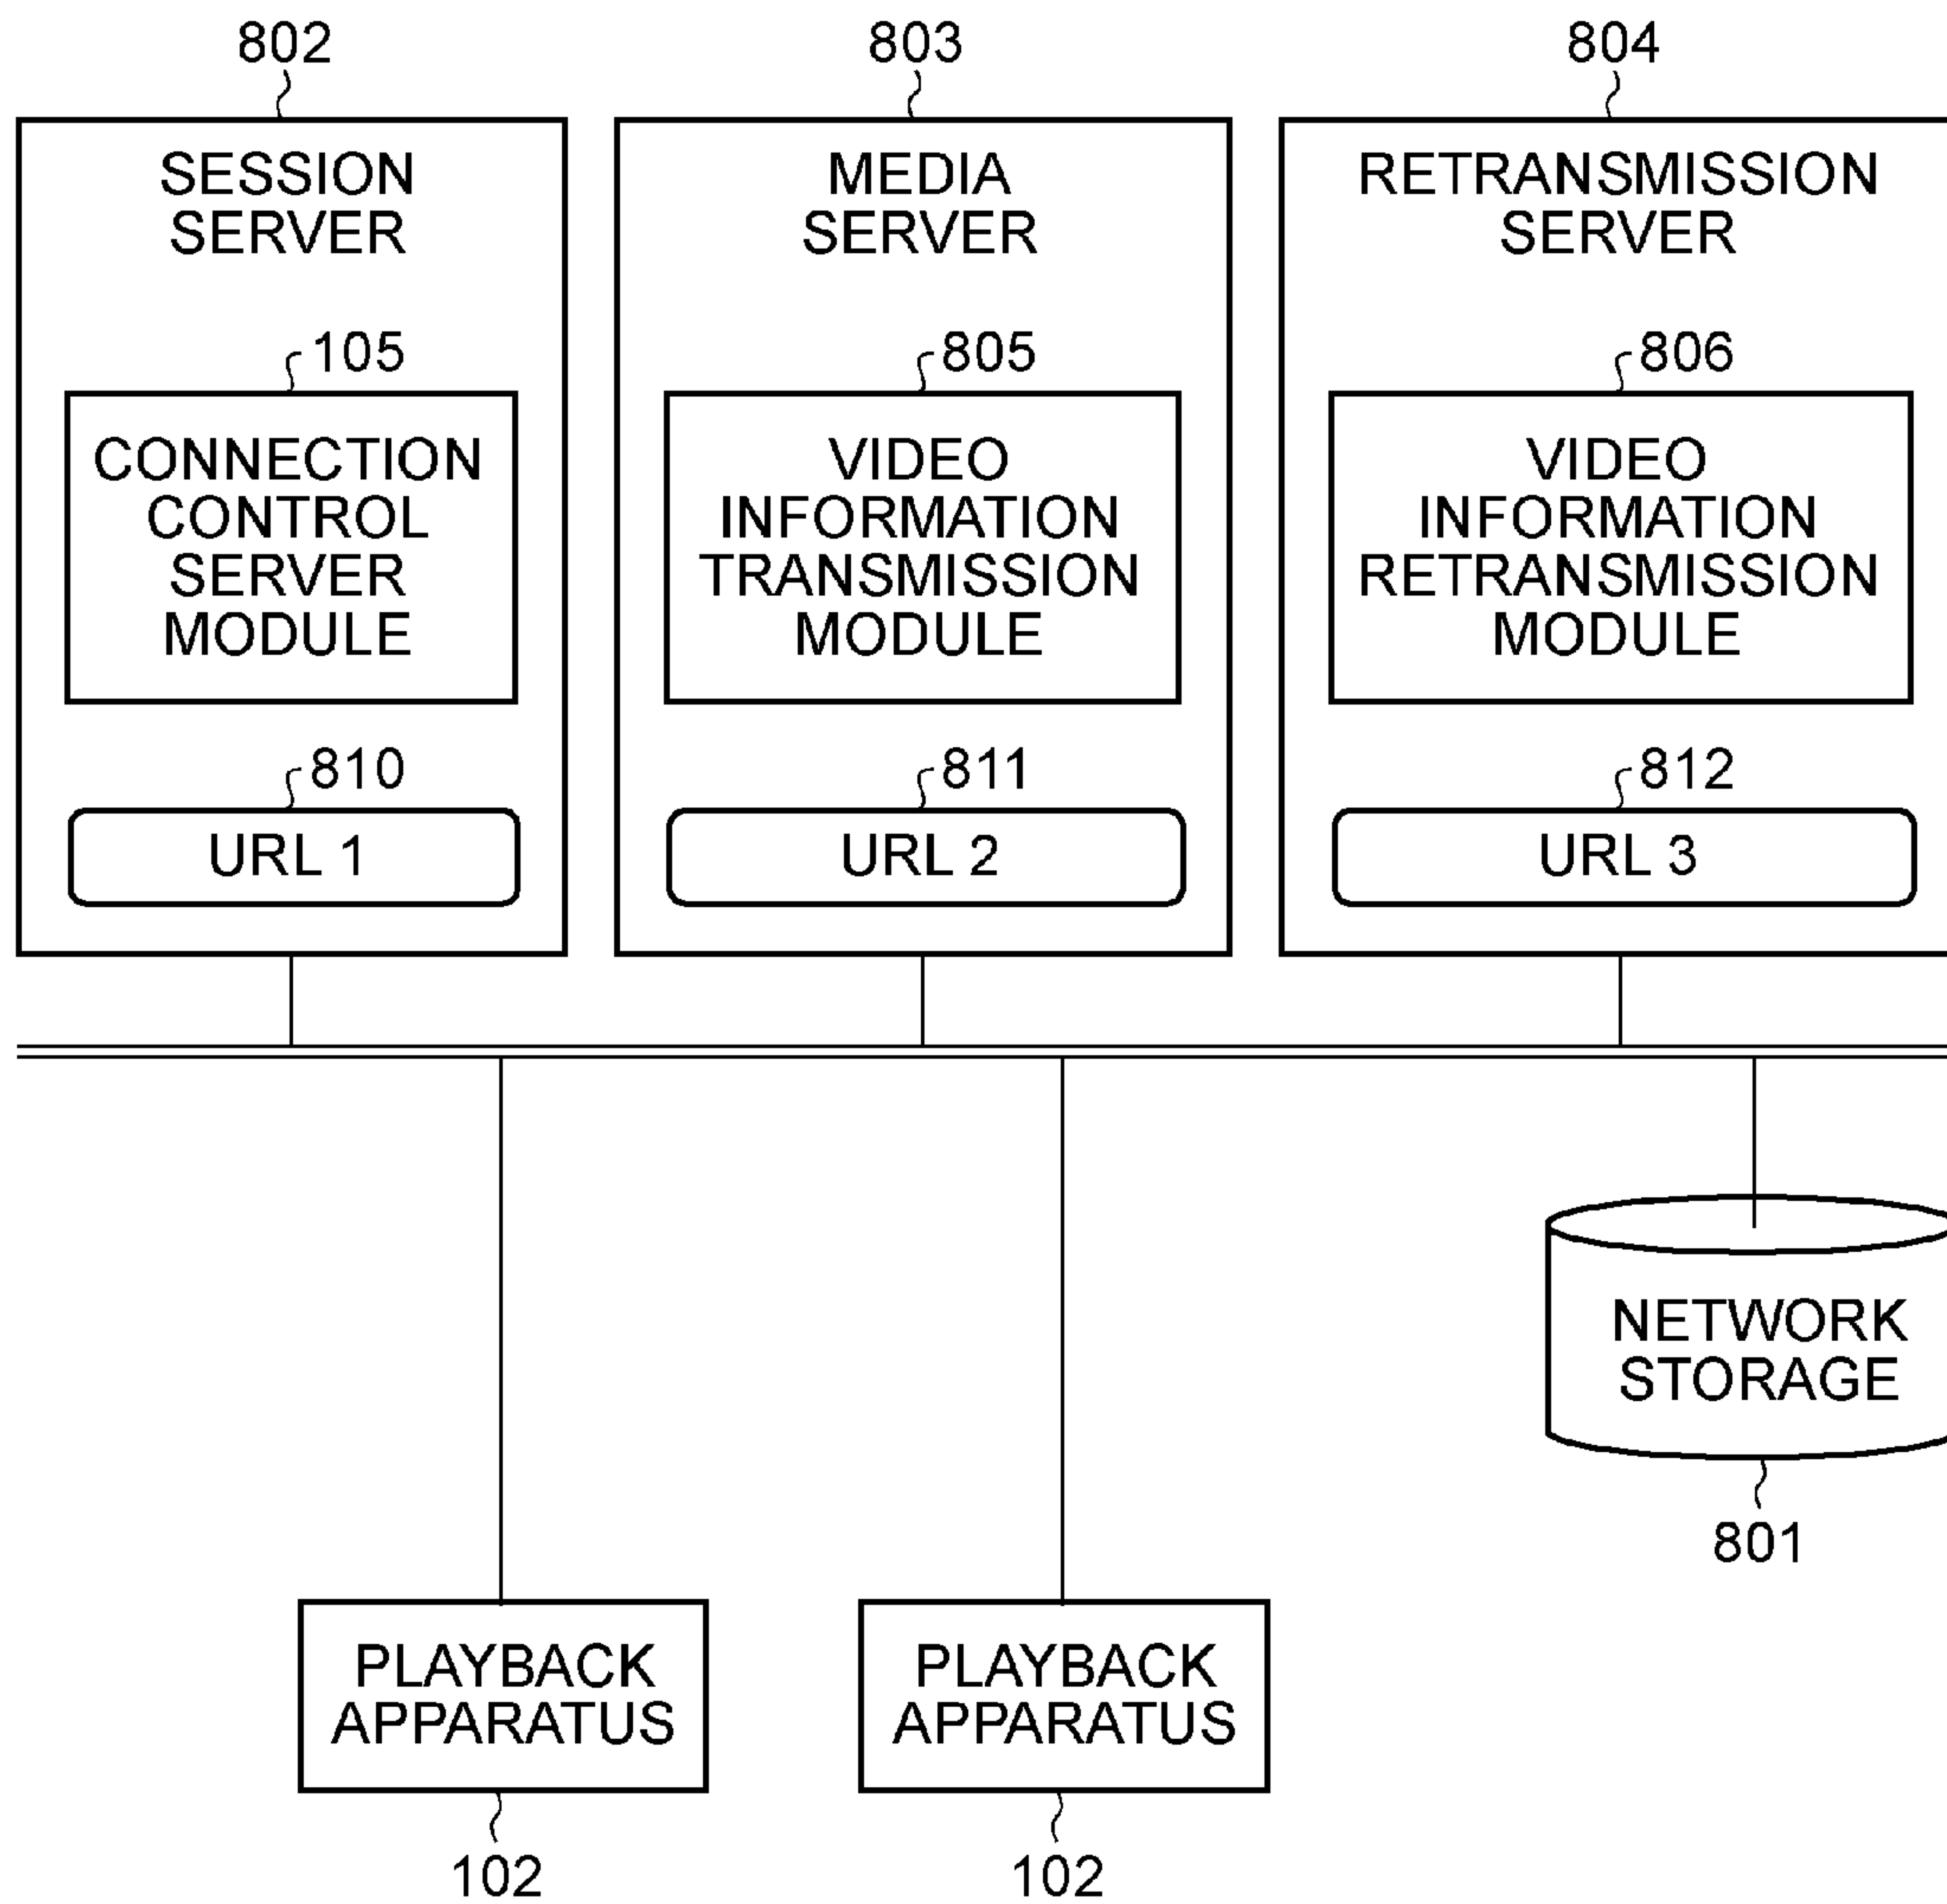 802
803
804
SESSION
SERVER
MEDIA
SERVER
RETRANSMISSION
SERVER
105
805
806
CONNECTION
CONTROL
SERVER
MODULE
VIDEO
INFORMATION
TRANSMISSION
MODULE
VIDEO
INFORMATION
RETRANSMISSION
MODULE
810
811
812
URL 1
URL 2
URL 3
NETWORK
STORAGE
801
PLAYBACK
APPARATUS
PLAYBACK
APPARATUS
102
102